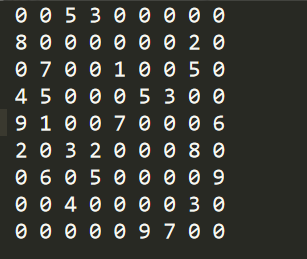 0 0 5 3 0 0 0 0 0
8 0 0 0 0 0 0 2 0
0 7 0 0 1 0 0 5 0
4 5 0 0 0 5 3 0 0
9 1 0 0 7 0 0 0 6
2 0 3 2 0 0 0 8 0
0 6 0 5 0 0 0 0 9
0 0 4 0 0 0 0 3 0
0 0 0 0 0 9 7 0 0